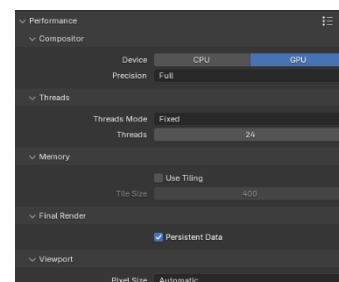 Performance
Compositor
Device CPU GPU
Precision Full
Threads
Threads Mode Fixed
Threads 24
Memory
Use Tiling
Tile Size 400
Final Render
Persistent Data
Viewport
Pixel Size Automatic